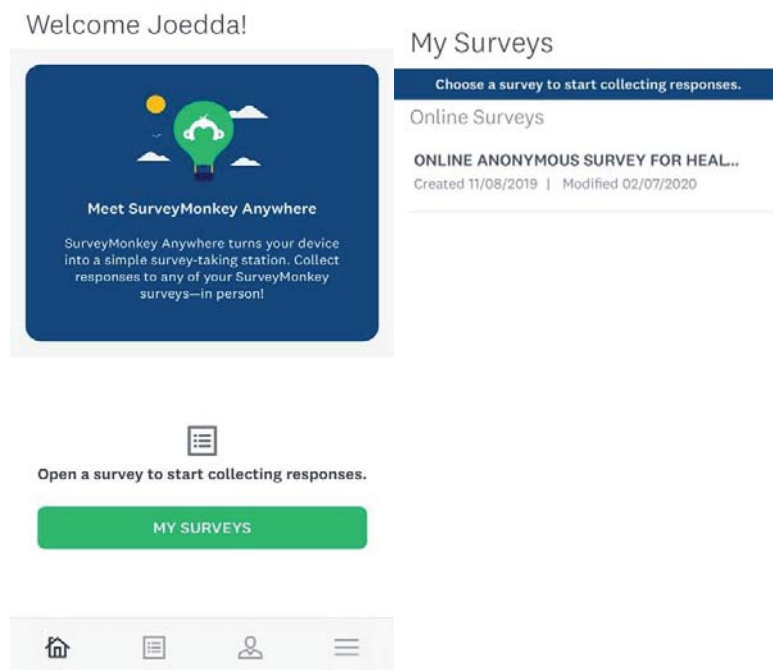 Welcome Joedda!
Meet SurveyMonkey Anywhere
SurveyMonkey Anywhere turns your device
into a simple survey-taking station. Collect
responses to any of your SurveyMonkey
surveys—in person!
Open a survey to start collecting responses.
MY SURVEYS
My Surveys
Choose a survey to start collecting responses.
Online Surveys
ONLINE ANONYMOUS SURVEY FOR HEAL...
Created 11/08/2019 | Modified 02/07/2020